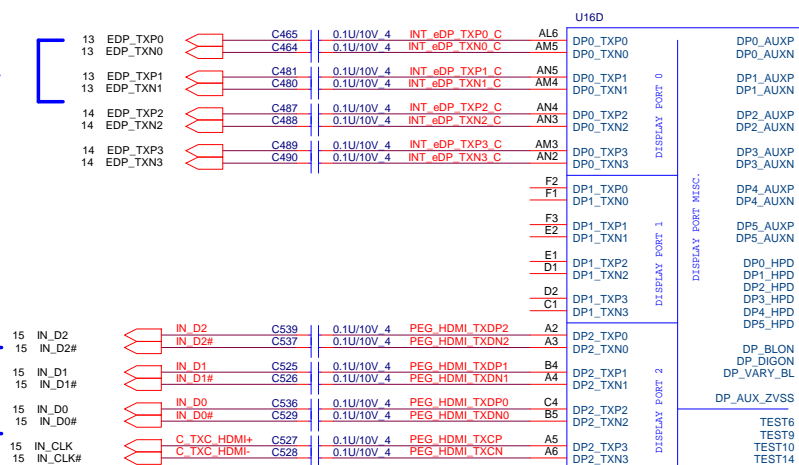 U16D
13 EDP_TXP0 C465 0.1U/10V_4 INT_eDP_TXP0_C AL6 DP0_TXP0 DP0_AUXP
13 EDP_TXN0 C464 0.1U/10V_4 INT_eDP_TXN0_C AM5 DP0_TXN0 DP0_AUXN
13 EDP_TXP1 C481 0.1U/10V_4 INT_eDP_TXP1_C AN5 DP0_TXP1 DP1_AUXP
13 EDP_TXN1 C480 0.1U/10V_4 INT_eDP_TXN1_C AM4 DP0_TXN1 DP1_AUXN
14 EDP_TXP2 C487 0.1U/10V_4 INT_eDP_TXP2_C AN4 DP0_TXP2 DP2_AUXP
14 EDP_TXN2 C488 0.1U/10V_4 INT_eDP_TXN2_C AN3 DP0_TXN2 DP2_AUXN
14 EDP_TXP3 C489 0.1U/10V_4 INT_eDP_TXP3_C AM3 DP0_TXP3 DP3_AUXP
14 EDP_TXN3 C490 0.1U/10V_4 INT_eDP_TXN3_C AN2 DP0_TXN3 DP3_AUXN
DISPLAY PORT 0
F2 DP1_TXP0 DP4_AUXP
F1 DP1_TXN0 DP4_AUXN
F3 DP1_TXP1 DP5_AUXP
E2 DP1_TXN1 DP5_AUXN
E1 DP1_TXP2 DP0_HPD
D1 DP1_TXN2 DP1_HPD
DP2_HPD
D2 DP1_TXP3 DP3_HPD
C1 DP1_TXN3 DP4_HPD
DP5_HPD
DISPLAY PORT 1
DISPLAY PORT MISC.
15 IN_D2 IN_D2 C539 0.1U/10V_4 PEG_HDMI_TXDP2 A2 DP2_TXP0
15 IN_D2# IN_D2# C537 0.1U/10V_4 PEG_HDMI_TXDN2 A3 DP2_TXN0 DP_BLON
DP_DIGON
15 IN_D1 IN_D1 C525 0.1U/10V_4 PEG_HDMI_TXDP1 B4 DP2_TXP1 DP_VARY_BL
15 IN_D1# IN_D1# C526 0.1U/10V_4 PEG_HDMI_TXDN1 A4 DP2_TXN1
DP_AUX_ZVSS
15 IN_D0 IN_D0 C536 0.1U/10V_4 PEG_HDMI_TXDP0 C4 DP2_TXP2
15 IN_D0# IN_D0# C529 0.1U/10V_4 PEG_HDMI_TXDN0 B5 DP2_TXN2 TEST6
TEST9
15 IN_CLK C_TXC_HDMI+ C527 0.1U/10V_4 PEG_HDMI_TXCP A5 DP2_TXP3 TEST10
15 IN_CLK# C_TXC_HDMI- C528 0.1U/10V_4 PEG_HDMI_TXCN A6 DP2_TXN3 TEST14
DISPLAY PORT 2